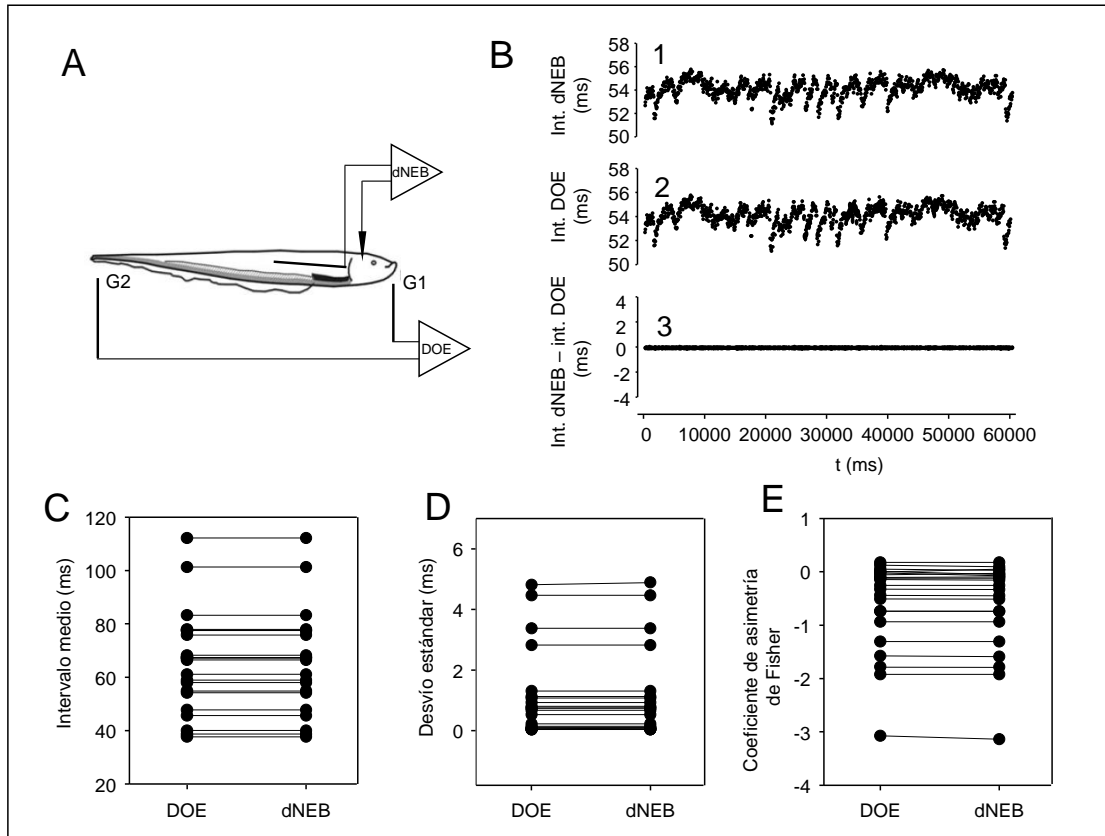 A
dNEB
G2
G1
DOE
B
1
Int. dNEB
(ms)
58
56
54
52
50
2
Int. DOE
(ms)
58
56
54
52
50
3
Int. dNEB – int. DOE
(ms)
4
2
0
-2
-4
0 10000 20000 30000 40000 50000 60000
t (ms)
C
Intervalo medio (ms)
120
100
80
60
40
20
DOE dNEB
D
Desvío estándar (ms)
6
4
2
0
DOE dNEB
E
Coeficiente de asimetría
de Fisher
1
0
-1
-2
-3
-4
DOE dNEB